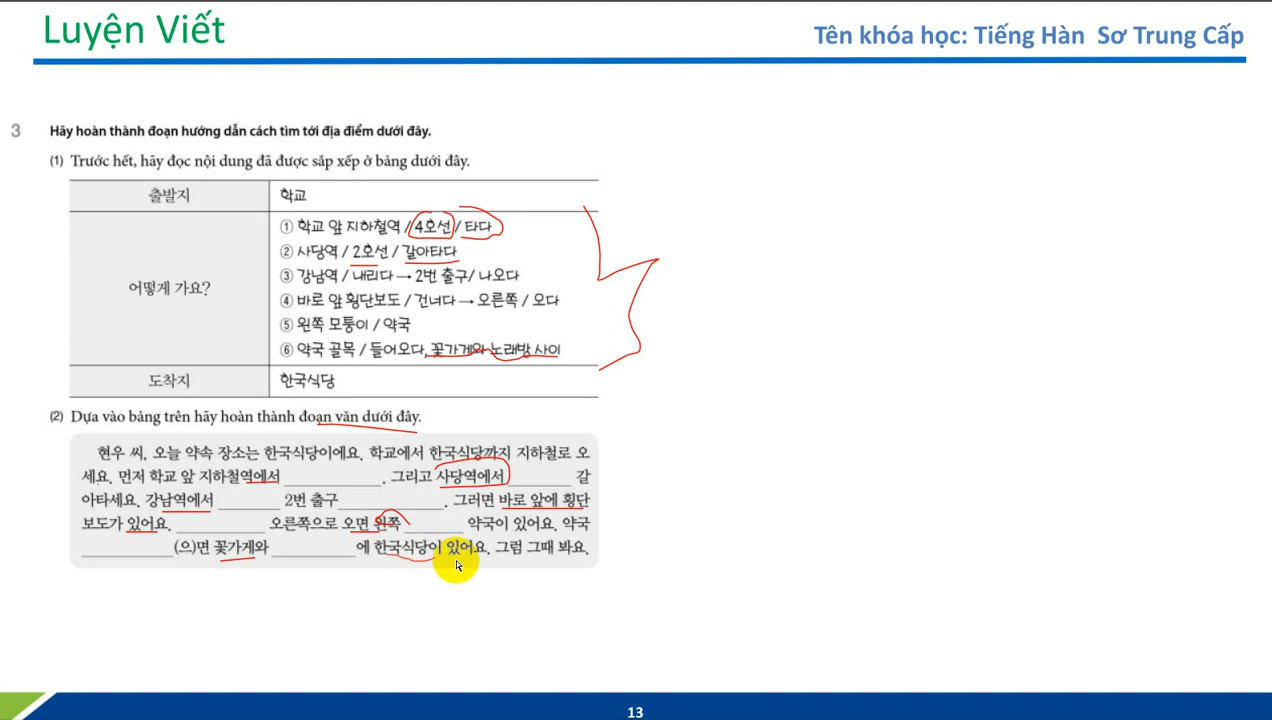 Luyện Viết
Tên khóa học: Tiếng Hàn Sơ Trung Cấp
3 Hãy hoàn thành đoạn hướng dẫn cách tìm tới địa điểm dưới đây.
(1) Trước hết, hãy đọc nội dung đã được sắp xếp ở bảng dưới đây.
출발지 학교
어떻게 가요?
① 학교 앞 지하철역 / 4호선 / 타다
② 사당역 / 2호선 / 갈아타다
③ 강남역 / 내리다 → 2번 출구 / 나오다
④ 바로 앞 횡단보도 / 건너다 → 오른쪽 / 오다
⑤ 왼쪽 모퉁이 / 약국
⑥ 약국 골목 / 들어오다, 꽃가게와 노래방 사이
도착지 한국식당
(2) Dựa vào bảng trên hãy hoàn thành đoạn văn dưới đây.
현우 씨, 오늘 약속 장소는 한국식당이에요. 학교에서 한국식당까지 지하철로 오
세요. 먼저 학교 앞 지하철역에서 ____________. 그리고 사당역에서 ________ 갈
아타세요. 강남역에서 ________ 2번 출구____________. 그러면 바로 앞에 횡단
보도가 있어요. ____________ 오른쪽으로 오면 왼쪽 ________ 약국이 있어요. 약국
____________(으)면 꽃가게와 ____________에 한국식당이 있어요. 그럼 그때 봐요.
13